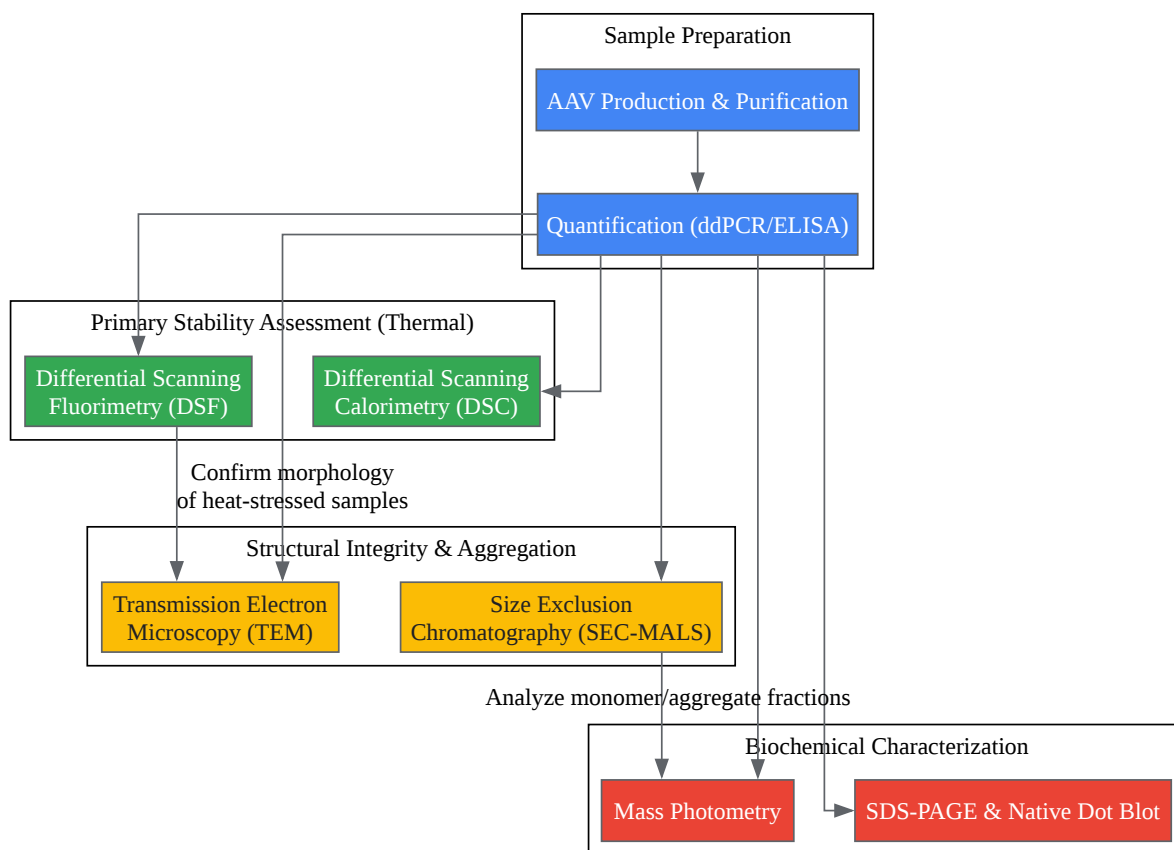 Sample Preparation
AAV Production & Purification
Quantification (ddPCR/ELISA)
Primary Stability Assessment (Thermal)
Differential Scanning
Fluorimetry (DSF)
Differential Scanning
Calorimetry (DSC)
Confirm morphology
of heat-stressed samples
Structural Integrity & Aggregation
Transmission Electron
Microscopy (TEM)
Size Exclusion
Chromatography (SEC-MALS)
Analyze monomer/aggregate fractions
Biochemical Characterization
Mass Photometry
SDS-PAGE & Native Dot Blot